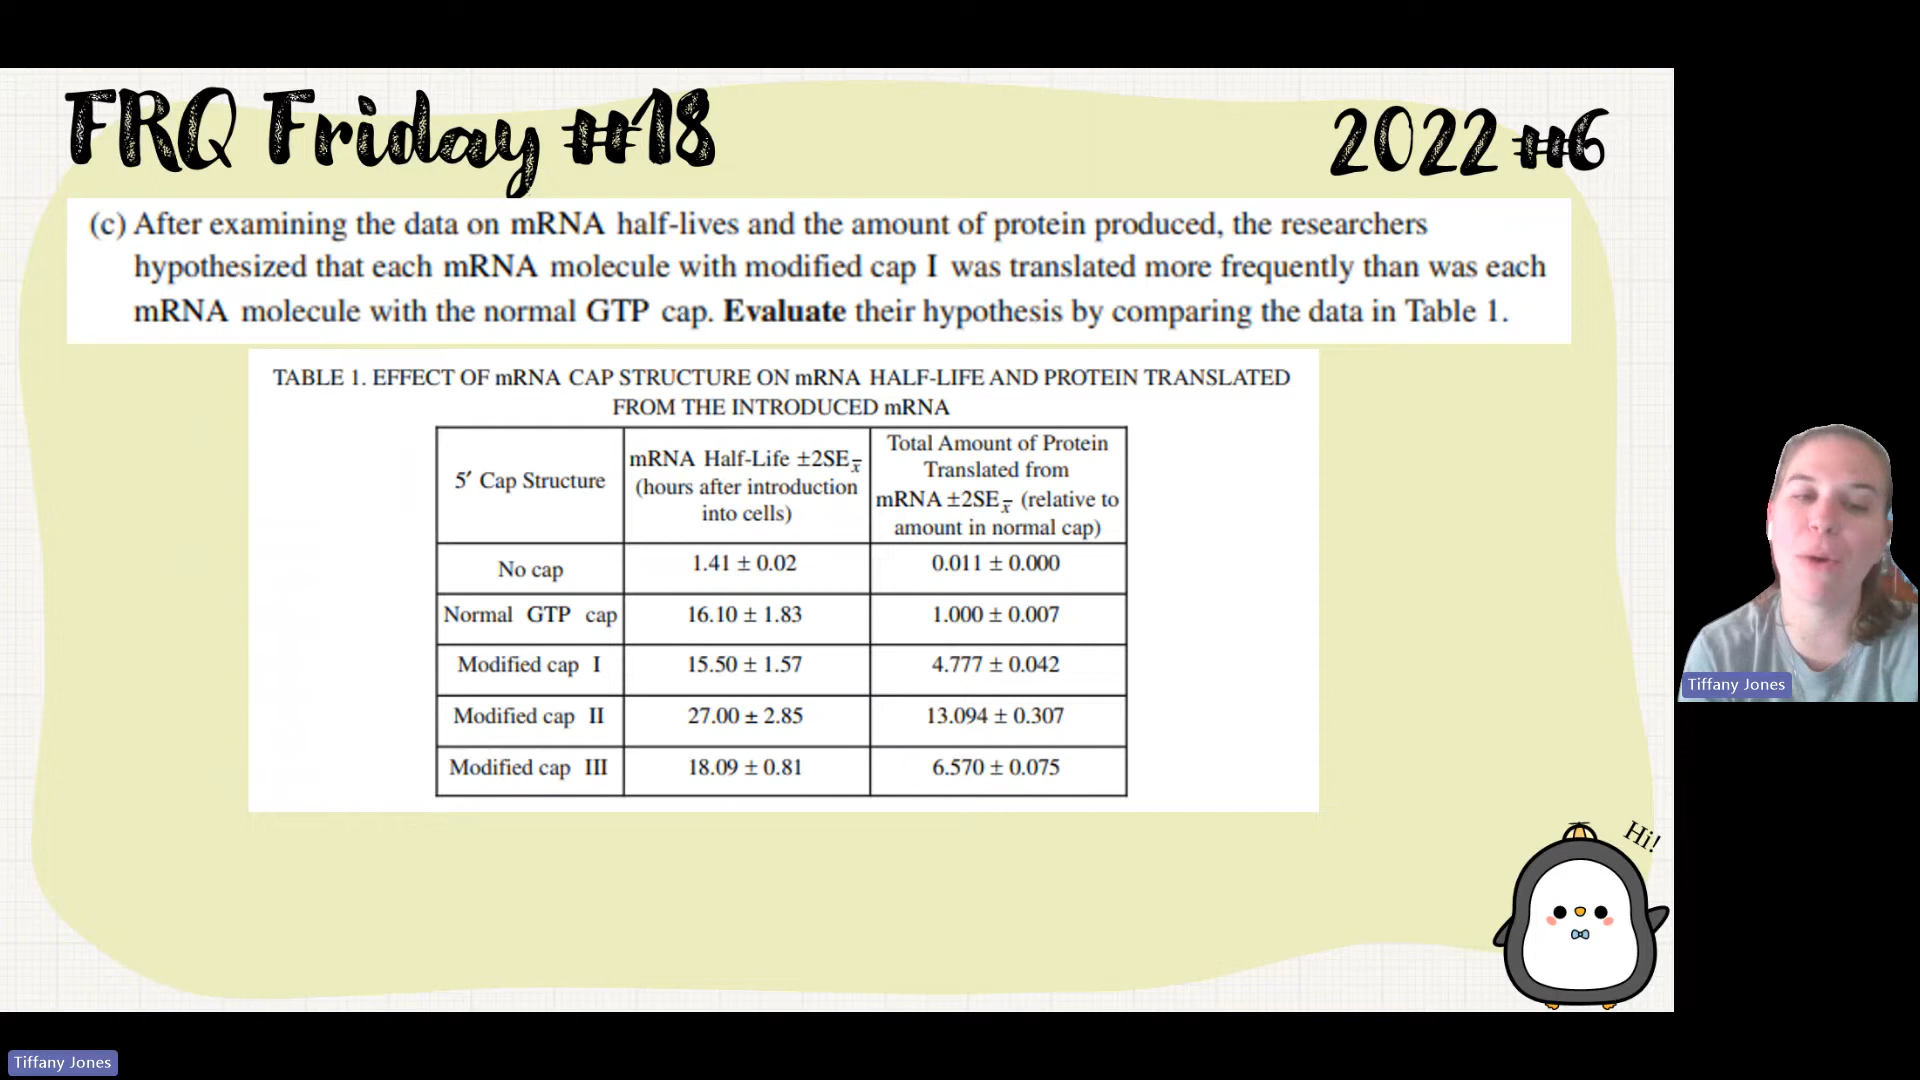 FRQ Friday #18
2022 #6
(c) After examining the data on mRNA half-lives and the amount of protein produced, the researchers
hypothesized that each mRNA molecule with modified cap I was translated more frequently than was each
mRNA molecule with the normal GTP cap. Evaluate their hypothesis by comparing the data in Table 1.
TABLE 1. EFFECT OF mRNA CAP STRUCTURE ON mRNA HALF-LIFE AND PROTEIN TRANSLATED
FROM THE INTRODUCED mRNA
5′ Cap Structure
mRNA Half-Life ±2SEx̅
(hours after introduction
into cells)
Total Amount of Protein
Translated from
mRNA ±2SEx̅ (relative to
amount in normal cap)
No cap 1.41 ± 0.02 0.011 ± 0.000
Normal GTP cap 16.10 ± 1.83 1.000 ± 0.007
Modified cap I 15.50 ± 1.57 4.777 ± 0.042
Modified cap II 27.00 ± 2.85 13.094 ± 0.307
Modified cap III 18.09 ± 0.81 6.570 ± 0.075
Tiffany Jones
Hi!
Tiffany Jones